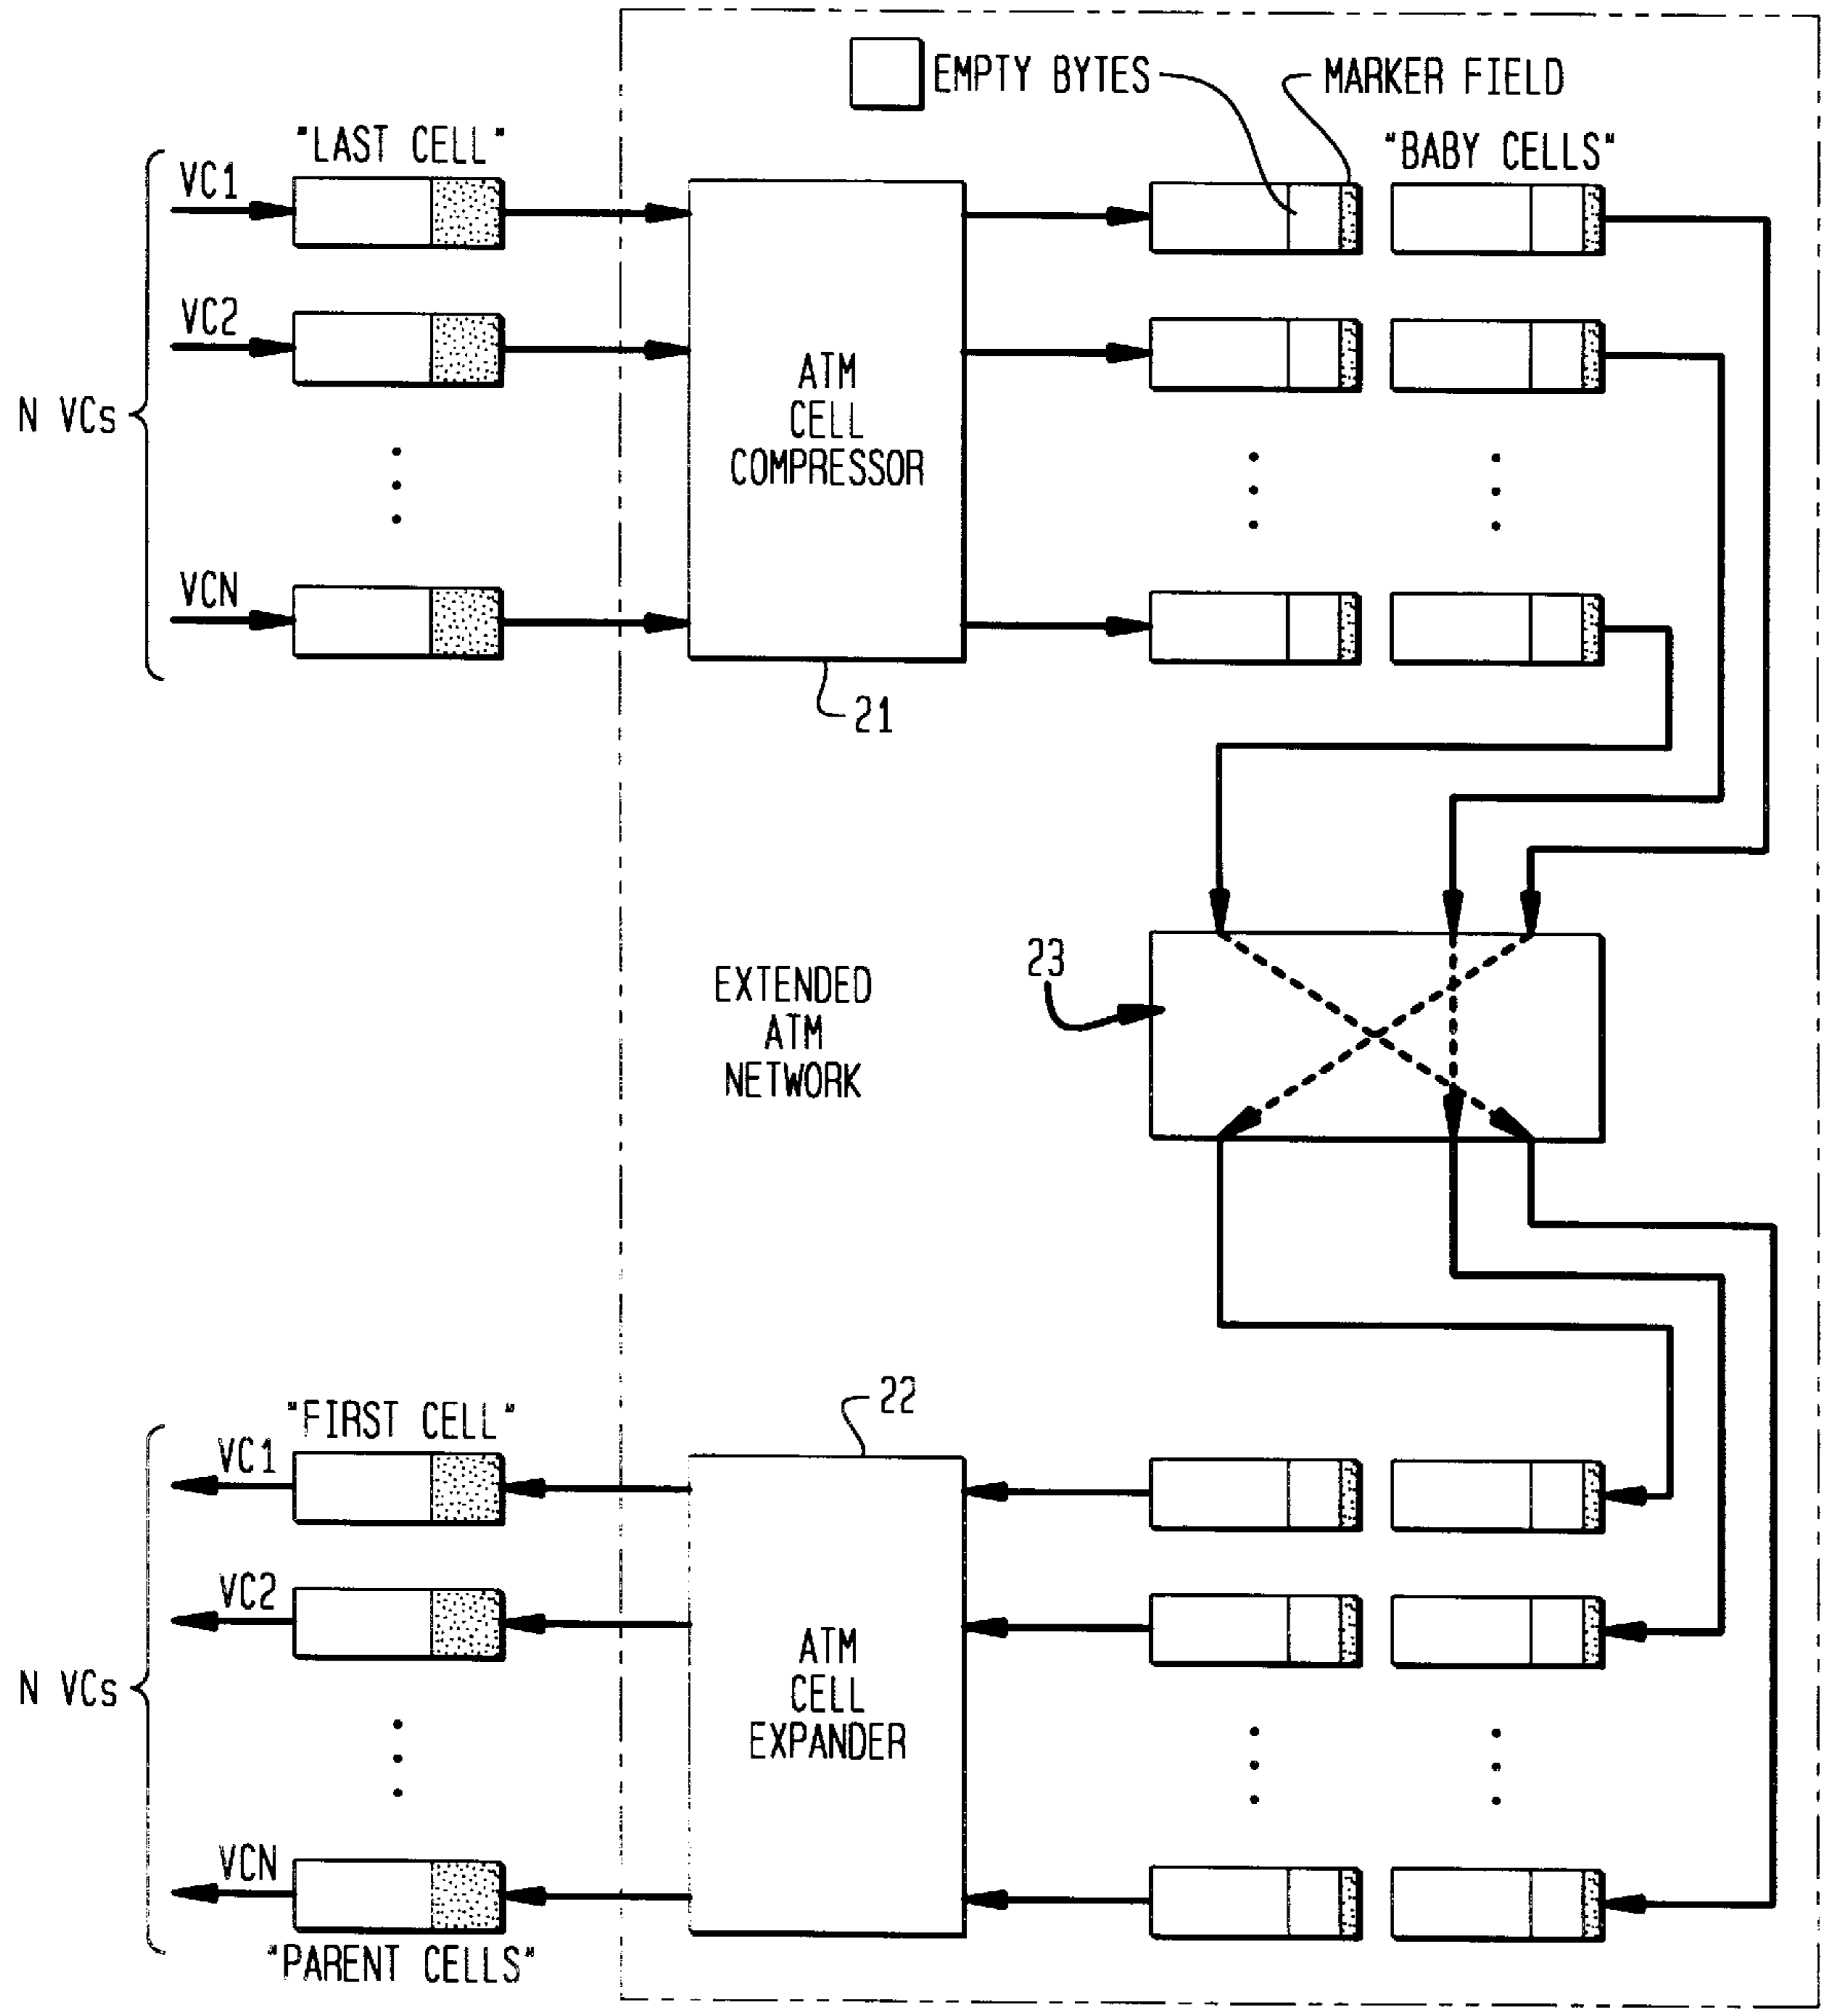 EMPTY BYTES
MARKER FIELD
"LAST CELL"
"BABY CELLS"
VC1
VC2
N VCs
VCN
ATM
CELL
COMPRESSOR
21
EXTENDED
ATM
NETWORK
23
22
"FIRST CELL"
VC1
VC2
N VCs
VCN
ATM
CELL
EXPANDER
"PARENT CELLS"